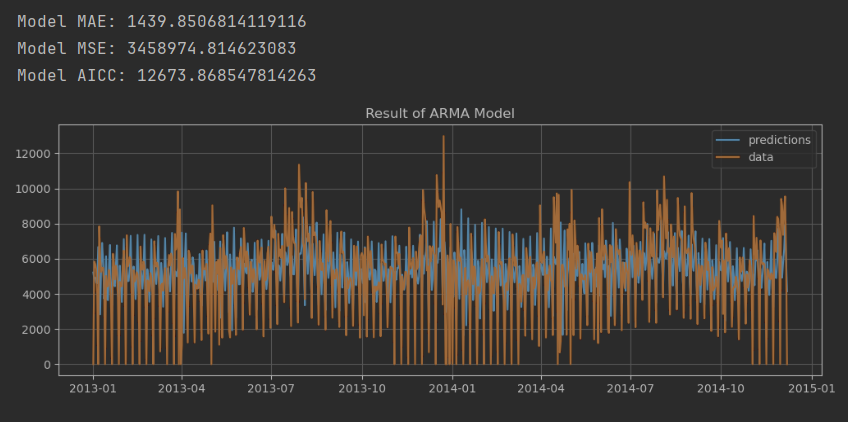 Model MAE: 1439.8506814119116
Model MSE: 3458974.814623083
Model AICC: 12673.868547814263
Result of ARMA Model
predictions
data
12000
10000
8000
6000
4000
2000
0
2013-01 2013-04 2013-07 2013-10 2014-01 2014-04 2014-07 2014-10 2015-01